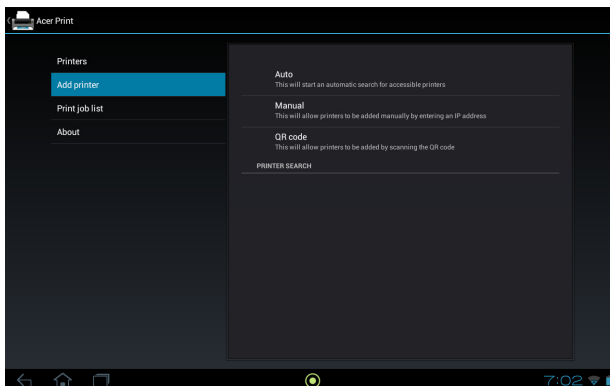 Acer Print
Printers
Add printer
Print job list
About
Auto
This will start an automatic search for accessible printers
Manual
This will allow printers to be added manually by entering an IP address
QR code
This will allow printers to be added by scanning the QR code
PRINTER SEARCH
7:02